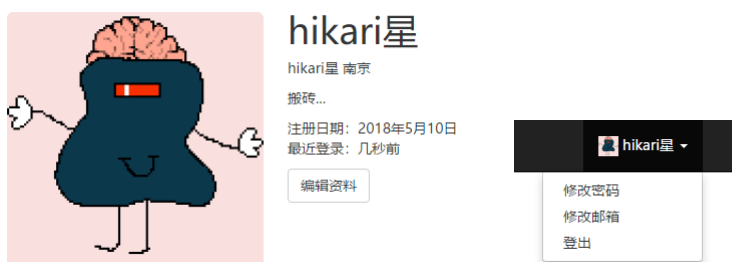 hikari星
hikari星 南京
搬砖...
注册日期：2018年5月10日
最近登录：几秒前
编辑资料
hikari星
修改密码
修改邮箱
登出